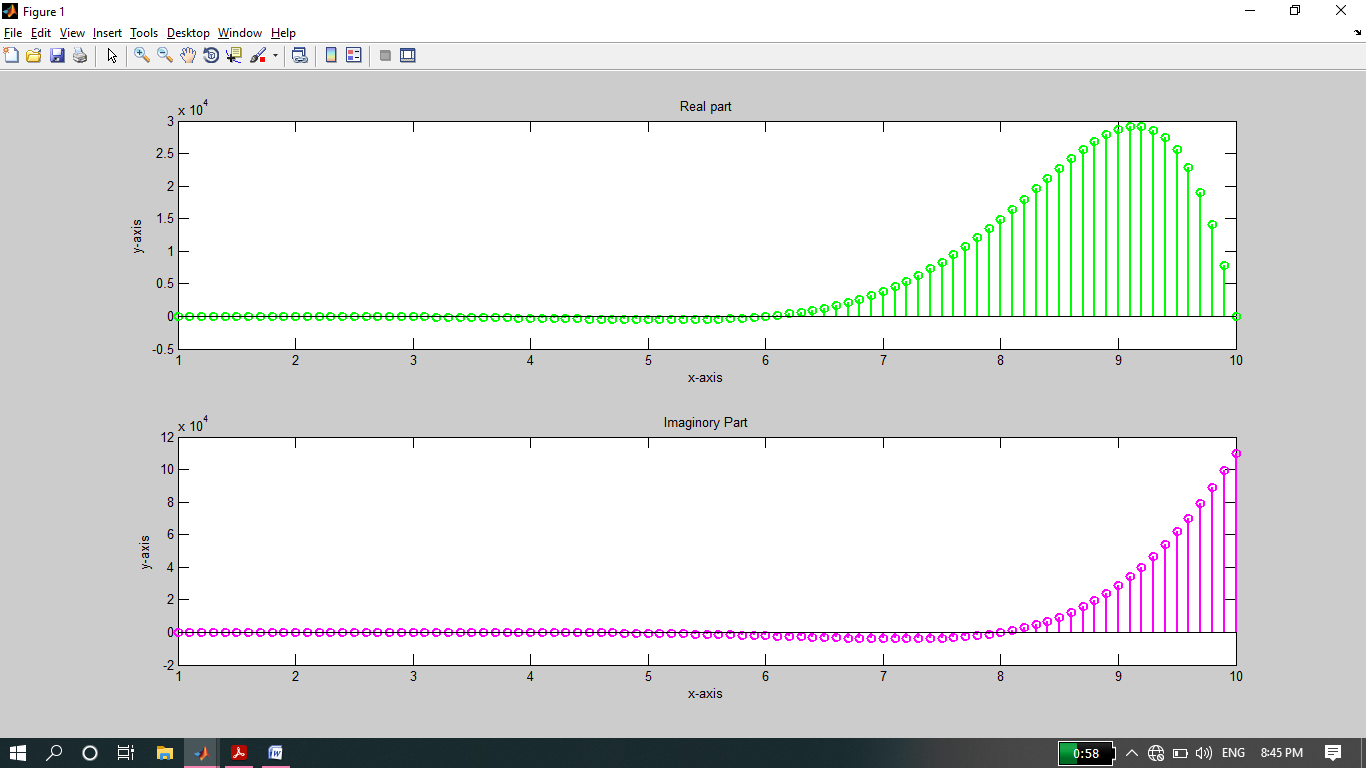 Figure 1
File Edit View Insert Tools Desktop Window Help
Real part
x 10^4
3
2.5
2
1.5
1
0.5
0
-0.5
y-axis
1 2 3 4 5 6 7 8 9 10
x-axis
Imaginory Part
x 10^4
12
10
8
6
4
2
0
-2
y-axis
1 2 3 4 5 6 7 8 9 10
x-axis
0:58 ENG 8:45 PM